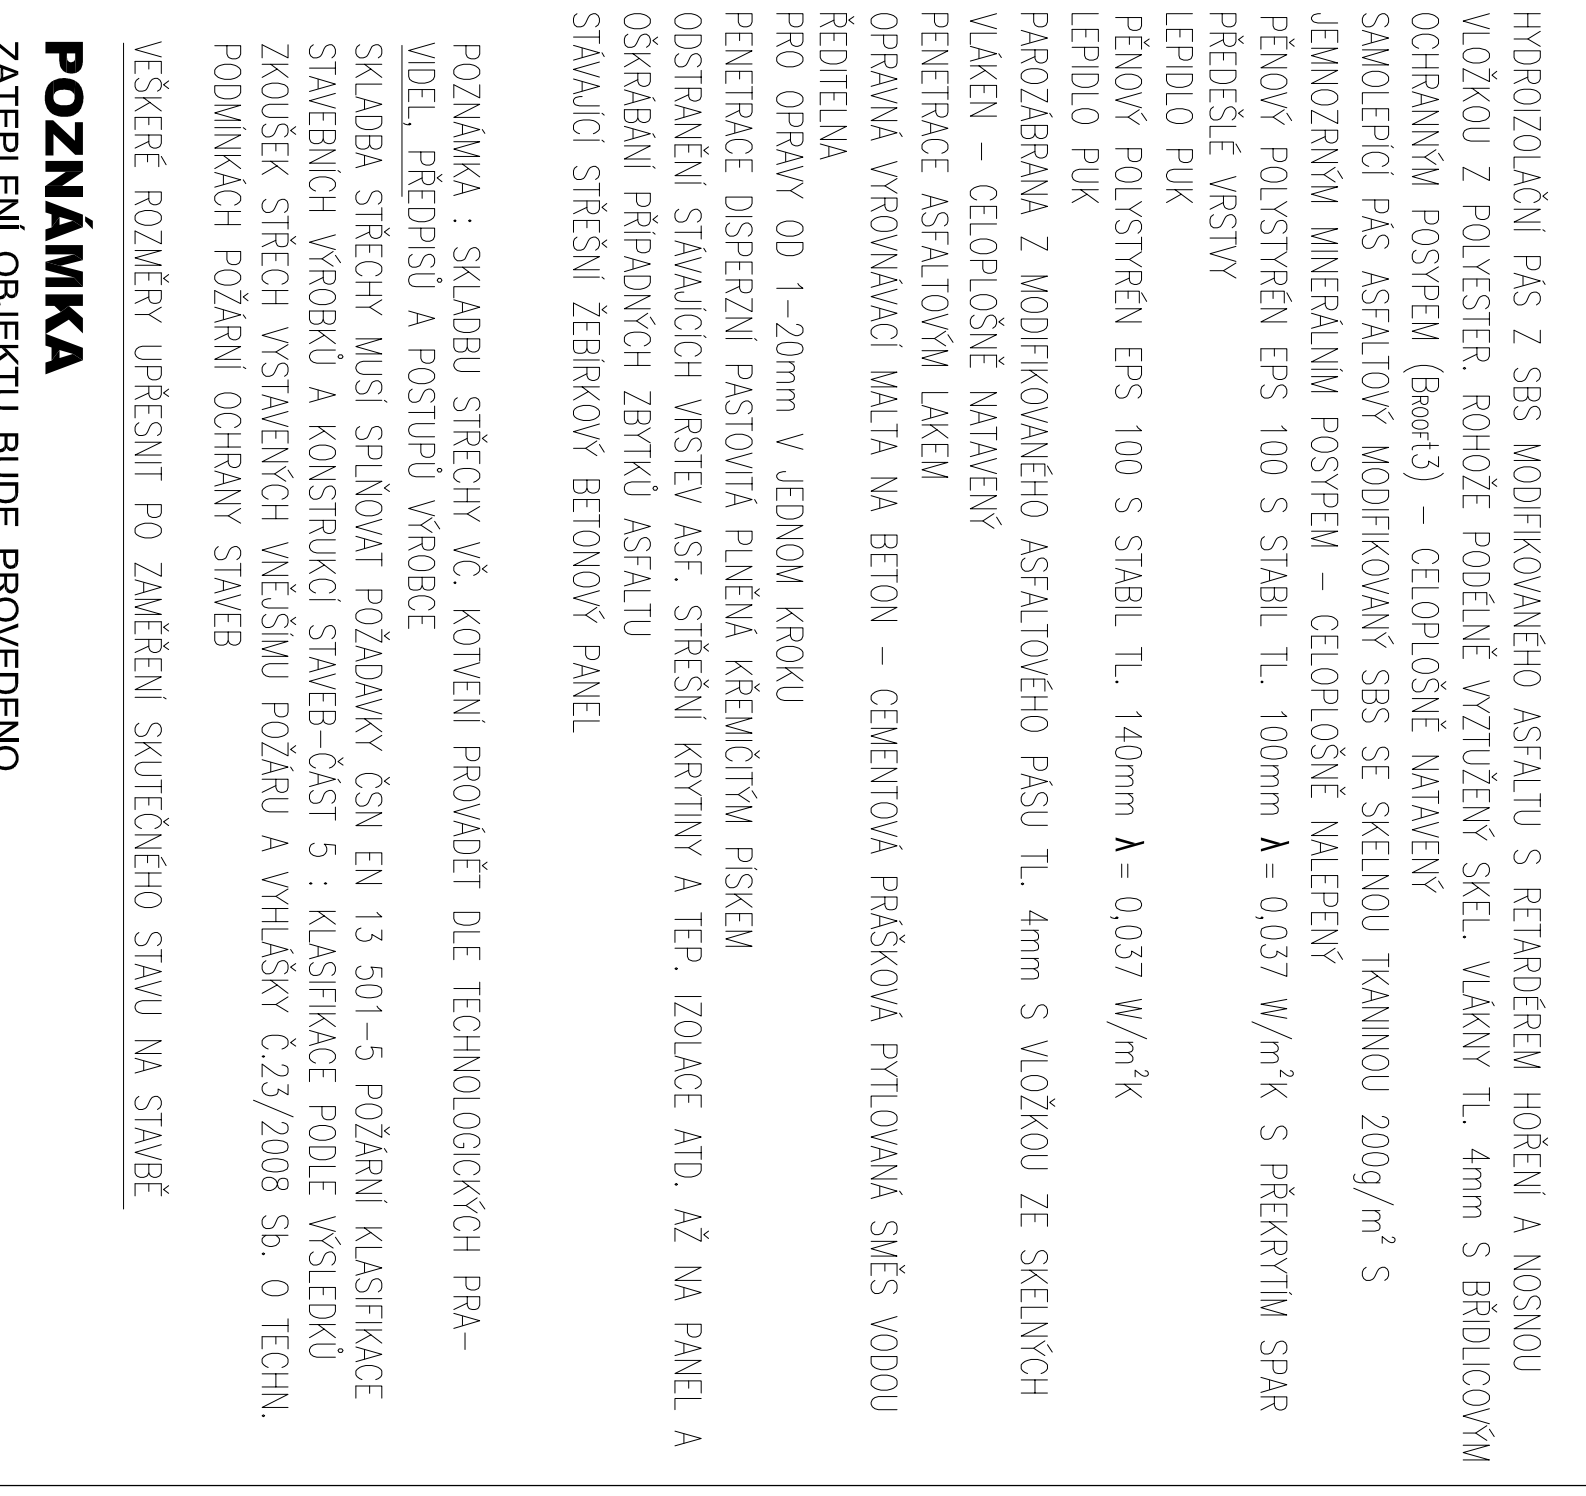 HYDROIZOLAČNÍ PÁS Z SBS MODIFIKOVANÉHO ASFALTU S RETARDÉREM HOŘENÍ A NOSNOU
VLOŽKOU Z POLYESTER. ROHOŽE PODÉLNĚ VYZTUŽENÝ SKEL. VLÁKNY TL. 4mm S BŘIDLICOVÝM
OCHRANNÝM POSYPEM (BROOFt3) – CELOPLOŠNĚ NATAVENÝ
SAMOLEPÍCÍ PÁS ASFALTOVÝ MODIFIKOVANÝ SBS SE SKELNOU TKANINOU 200g/m² S
JEMNOZRNÝM MINERÁLNÍM POSYPEM – CELOPLOŠNĚ NALEPENÝ
PĚNOVÝ POLYSTYRÉN EPS 100 S STABIL TL. 100mm λ = 0,037 W/m²K S PŘEKRYTÍM SPAR
PŘEDEŠLÉ VRSTVY
LEPIDLO PUK
PĚNOVÝ POLYSTYRÉN EPS 100 S STABIL TL. 140mm λ = 0,037 W/m²K
LEPIDLO PUK
PAROZÁBRANA Z MODIFIKOVANÉHO ASFALTOVÉHO PÁSU TL. 4mm S VLOŽKOU ZE SKELNÝCH
VLÁKEN – CELOPLOŠNĚ NATAVENÝ
PENETRACE ASFALTOVÝM LAKEM
OPRAVNÁ VYROVNÁVACÍ MALTA NA BETON – CEMENTOVÁ PRÁŠKOVÁ PYTLOVANÁ SMĚS VODOU
ŘEDITELNA
PRO OPRAVY OD 1–20mm V JEDNOM KROKU
PENETRACE DISPERZNÍ PASTOVITÁ PLNĚNÁ KŘEMIČITÝM PÍSKEM
ODSTRANĚNÍ STÁVAJÍCÍCH VRSTEV ASF. STŘEŠNÍ KRYTINY A TEP. IZOLACE ATD. AŽ NA PANEL A
OŠKRÁBÁNÍ PŘÍPADNÝCH ZBYTKŮ ASFALTU
STÁVAJÍCÍ STŘEŠNÍ ŽEBÍRKOVÝ BETONOVÝ PANEL
POZNÁMKA : SKLADBU STŘECHY VČ. KOTVENÍ PROVÁDĚT DLE TECHNOLOGICKÝCH PRA–
VIDEL, PŘEDPISŮ A POSTUPŮ VÝROBCE
SKLADBA STŘECHY MUSÍ SPLŇOVAT POŽADAVKY ČSN EN 13 501–5 POŽÁRNÍ KLASIFIKACE
STAVEBNÍCH VÝROBKŮ A KONSTRUKCÍ STAVEB–ČÁST 5 : KLASIFIKACE PODLE VÝSLEDKŮ
ZKOUŠEK STŘECH VYSTAVENÝCH VNĚJŠÍMU POŽÁRU A VYHLÁŠKY Č.23/2008 Sb. O TECHN.
PODMÍNKÁCH POŽÁRNÍ OCHRANY STAVEB
VEŠKERÉ ROZMĚRY UPŘESNIT PO ZAMĚŘENÍ SKUTEČNÉHO STAVU NA STAVBĚ
POZNÁMKA
ZATEPLENÍ OBJEKTU BUDE PROVEDENO